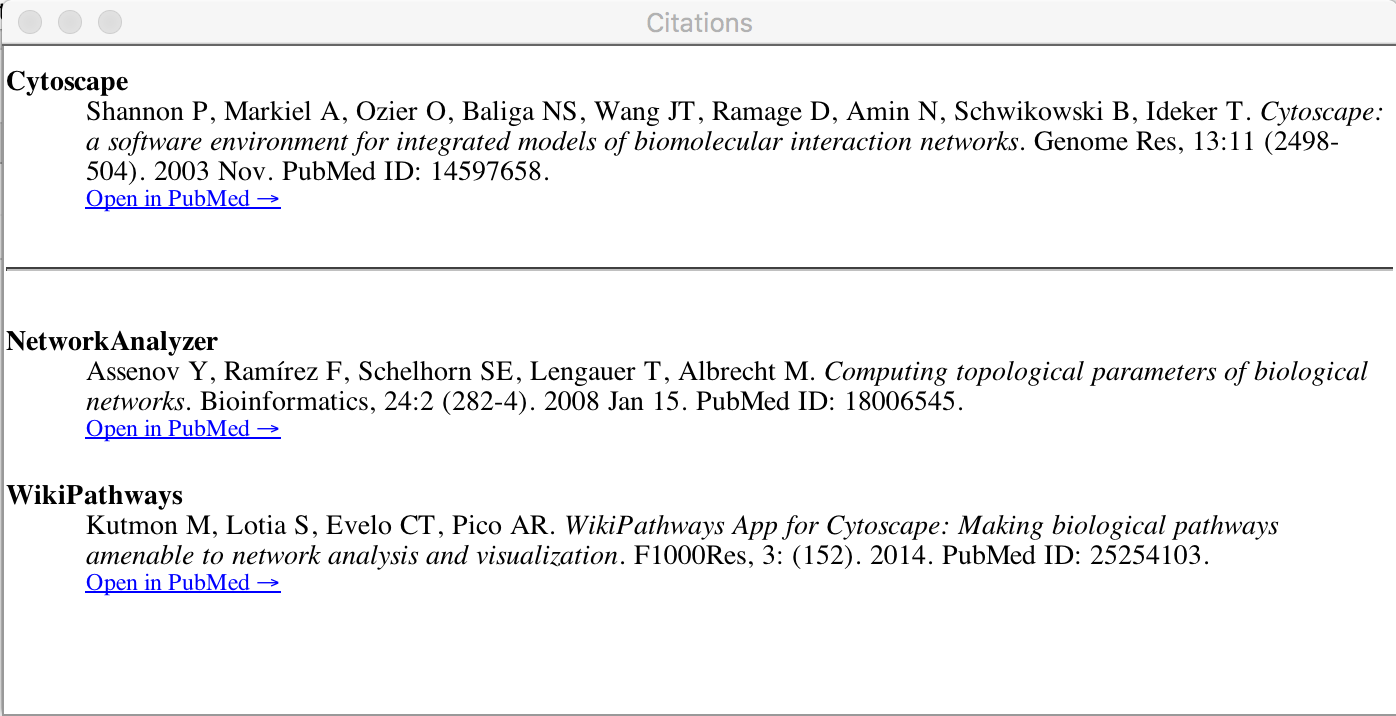 Citations
Cytoscape
Shannon P, Markiel A, Ozier O, Baliga NS, Wang JT, Ramage D, Amin N, Schwikowski B, Ideker T. Cytoscape:
a software environment for integrated models of biomolecular interaction networks. Genome Res, 13:11 (2498-
504). 2003 Nov. PubMed ID: 14597658.
Open in PubMed →
NetworkAnalyzer
Assenov Y, Ramírez F, Schelhorn SE, Lengauer T, Albrecht M. Computing topological parameters of biological
networks. Bioinformatics, 24:2 (282-4). 2008 Jan 15. PubMed ID: 18006545.
Open in PubMed →
WikiPathways
Kutmon M, Lotia S, Evelo CT, Pico AR. WikiPathways App for Cytoscape: Making biological pathways
amenable to network analysis and visualization. F1000Res, 3: (152). 2014. PubMed ID: 25254103.
Open in PubMed →